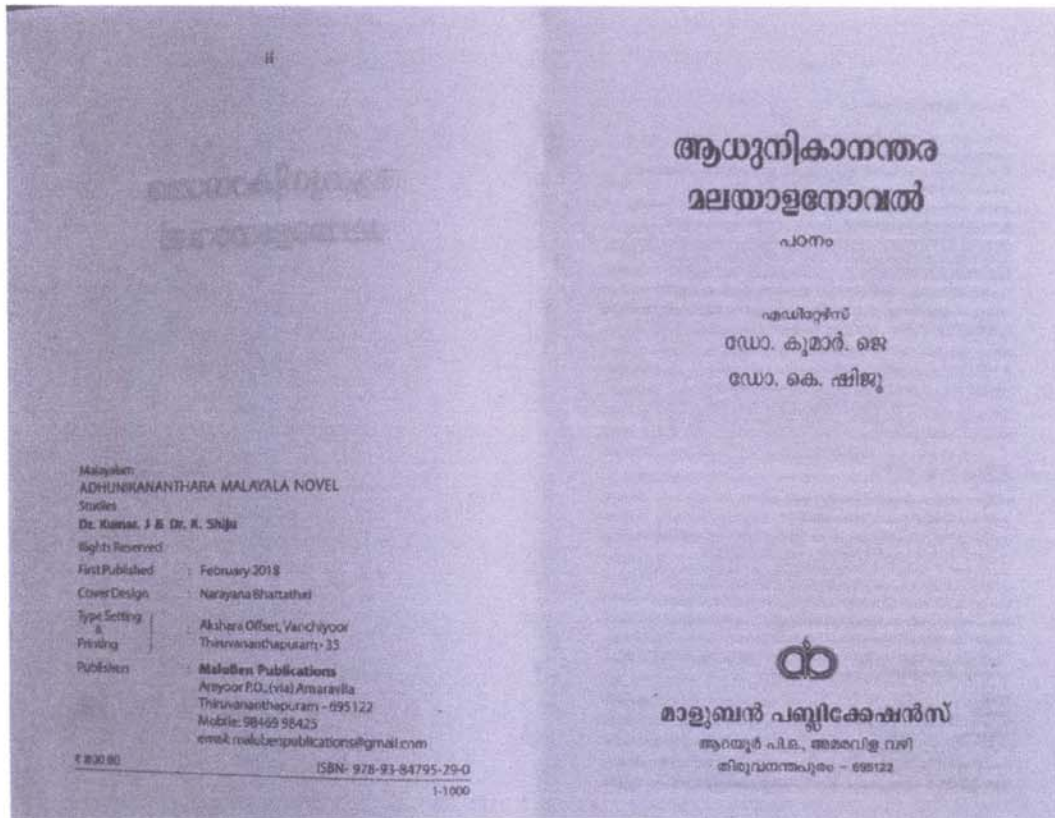 ii
Malayalam
ADHUNIKANANTHARA MALAYALA NOVEL
Studies
Dr. Kumar. J & Dr. K. Shiju
Rights Reserved
First Published : February 2018
Cover Design : Narayana Bhattathiri
Type Setting
&
Printing : Akshara Offset, Vanchiyoor
Thiruvananthapuram - 35
Publishers : MaluBen Publications
Arayoor P.O., (via) Amaravila
Thiruvananthapuram - 695122
Mobile: 98469 98425
email: malubenpublications@gmail.com
ISBN- 978-93-84795-29-0
1-1000
ആധുനികാനന്തര
മലയാളനോവൽ
പഠനം
എഡിറ്റേഴ്സ്
ഡോ. കുമാർ. ജെ
ഡോ. കെ. ഷിജു
മാളുബൻ പബ്ലിക്കേഷൻസ്
ആറയൂർ പി.ഒ., അമരവിള വഴി
തിരുവനന്തപുരം - 695122